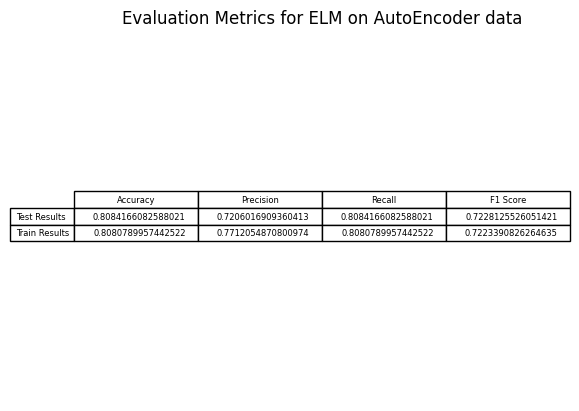 Evaluation Metrics for ELM on AutoEncoder data
Accuracy Precision Recall F1 Score
Test Results 0.8084166082588021 0.7206016909360413 0.8084166082588021 0.7228125526051421
Train Results 0.8080789957442522 0.7712054870800974 0.8080789957442522 0.7223390826264635